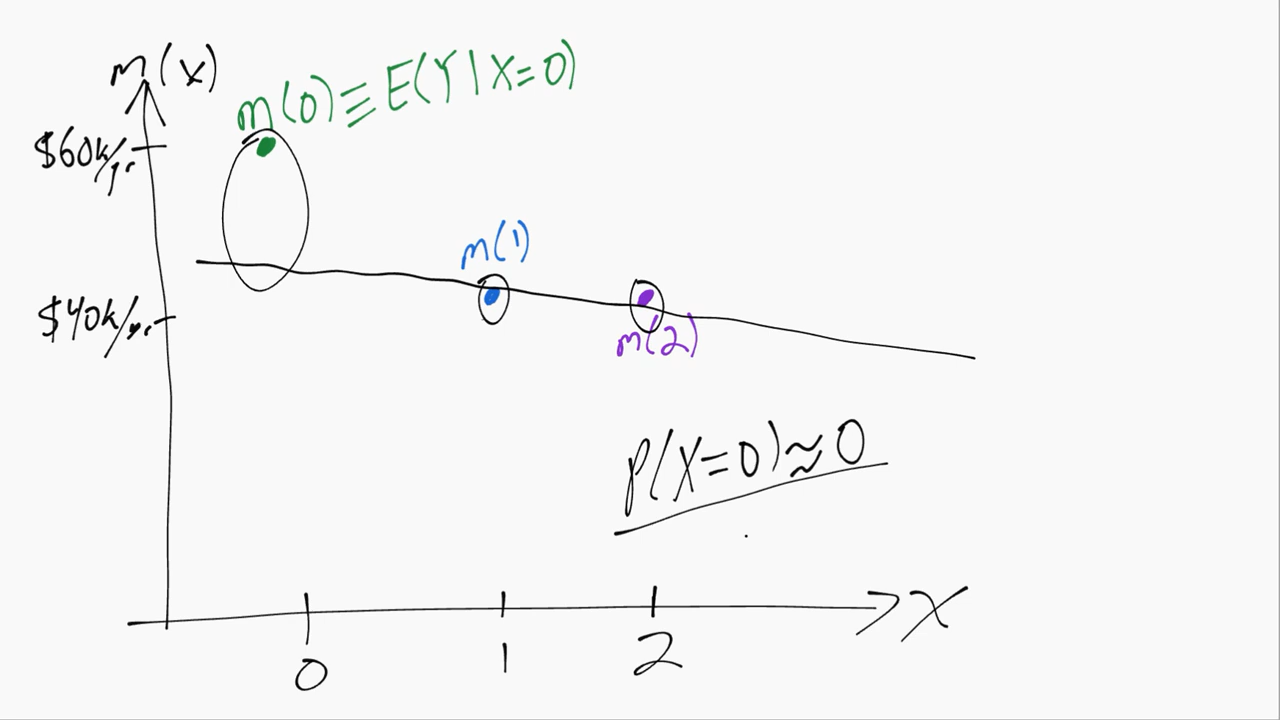 m(x)
m(0) ≡ E(Y|X=0)
$60k/yr
m(1)
$40k/yr
m(2)
P(X=0) ≈ 0
0 1 2 X